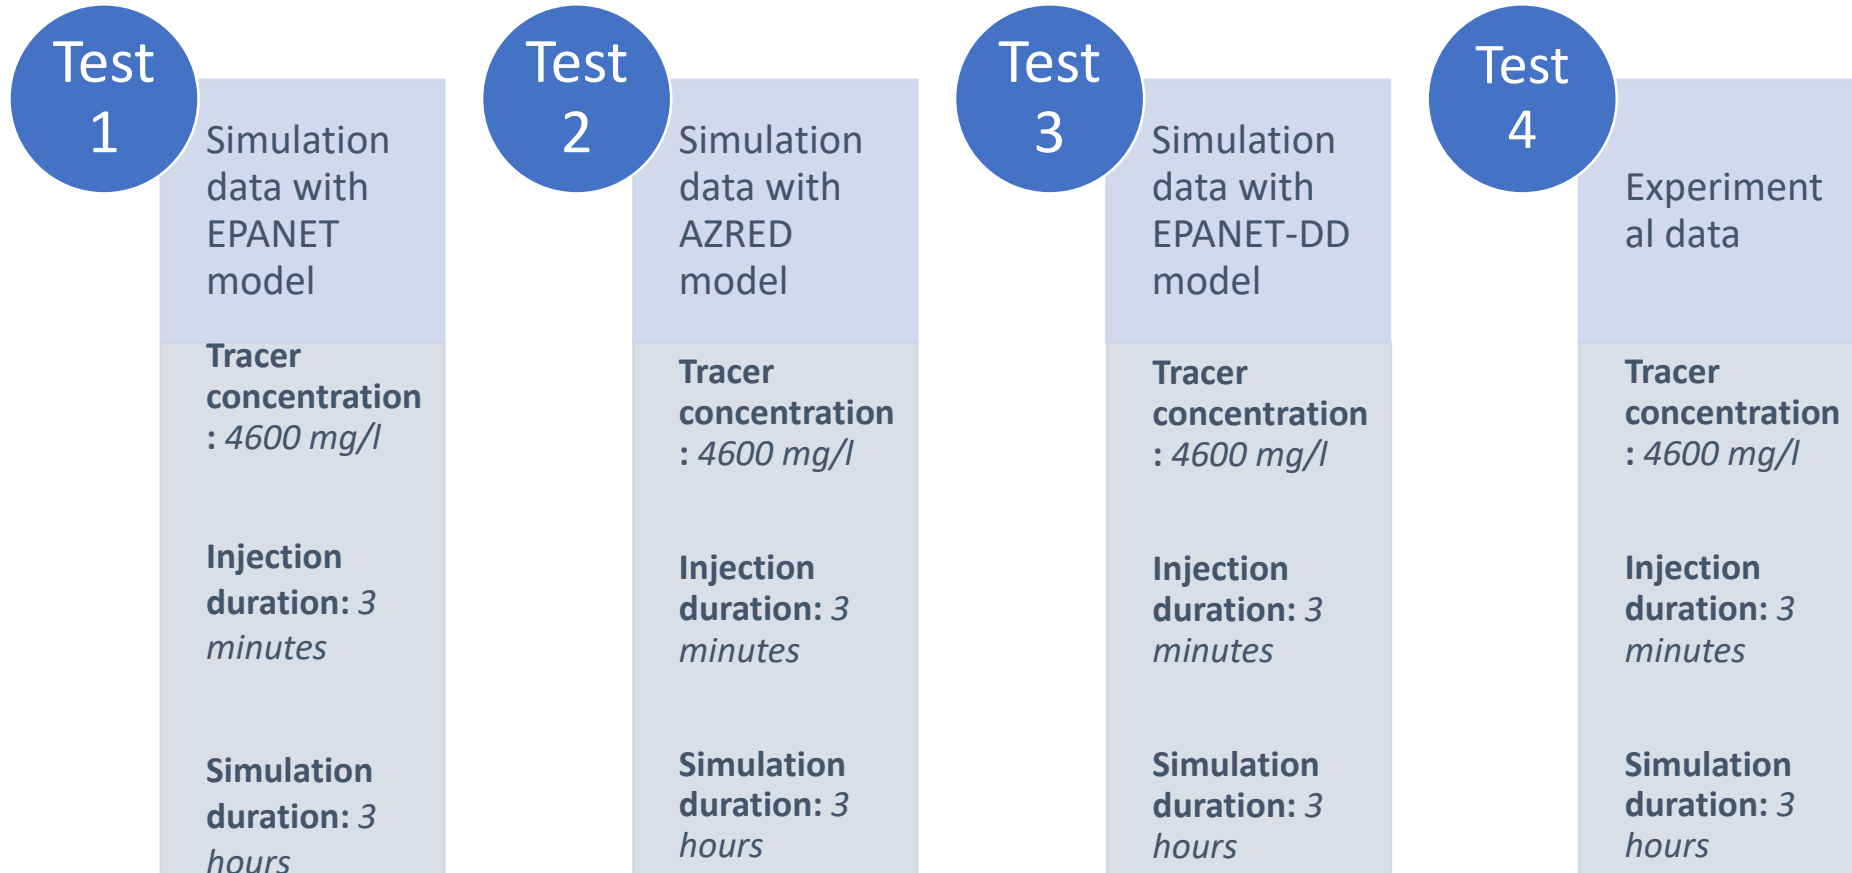 Test
1
Simulation
data with
EPANET
model
Tracer
concentration
: 4600 mg/l
Injection
duration: 3
minutes
Simulation
duration: 3
hours
Test
2
Simulation
data with
AZRED
model
Tracer
concentration
: 4600 mg/l
Injection
duration: 3
minutes
Simulation
duration: 3
hours
Test
3
Simulation
data with
EPANET-DD
model
Tracer
concentration
: 4600 mg/l
Injection
duration: 3
minutes
Simulation
duration: 3
hours
Test
4
Experiment
al data
Tracer
concentration
: 4600 mg/l
Injection
duration: 3
minutes
Simulation
duration: 3
hours